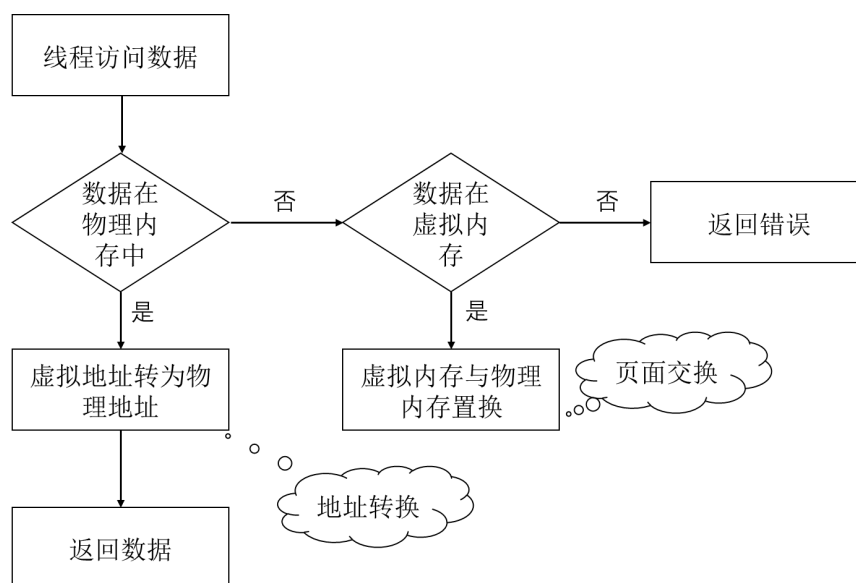 线程访问数据
数据在
物理内
存中
否
数据在
虚拟内
存
否
返回错误
是
是
虚拟地址转为物
理地址
虚拟内存与物理
内存置换
页面交换
地址转换
返回数据